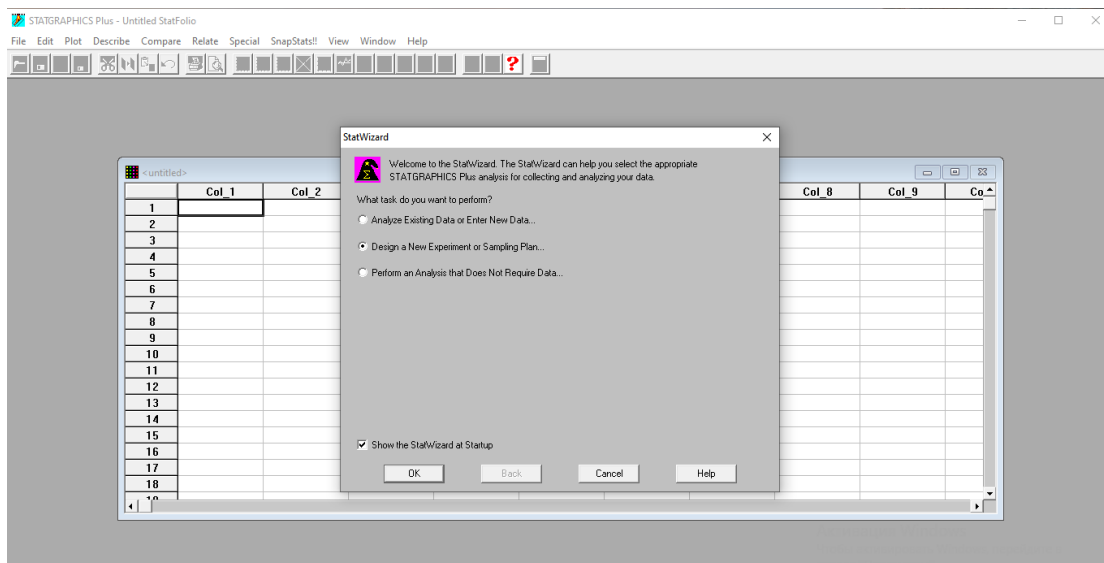 STATGRAPHICS Plus - Untitled StatFolio
File Edit Plot Describe Compare Relate Special SnapStats!! View Window Help
StatWizard
Welcome to the StatWizard. The StatWizard can help you select the appropriate
STATGRAPHICS Plus analysis for collecting and analyzing your data.
What task do you want to perform?
Analyze Existing Data or Enter New Data...
Design a New Experiment or Sampling Plan...
Perform an Analysis that Does Not Require Data...
Show the StatWizard at Startup
OK Back Cancel Help
<untitled>
Col_1 Col_2 Col_8 Col_9 Co
1
2
3
4
5
6
7
8
9
10
11
12
13
14
15
16
17
18